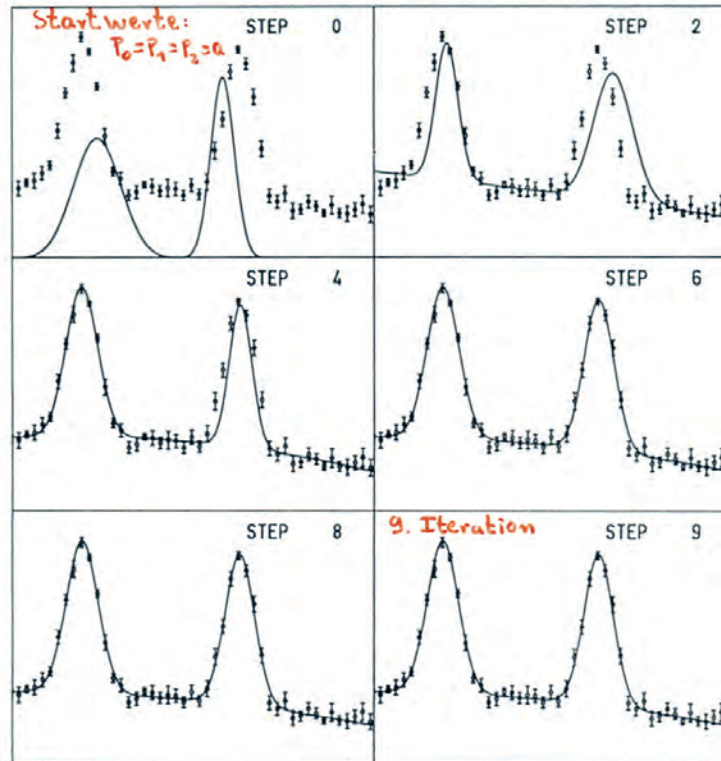 Startwerte:
P₀=P₁=P₂=0
STEP 0
STEP 2
STEP 4
STEP 6
STEP 8
9. Iteration
STEP 9